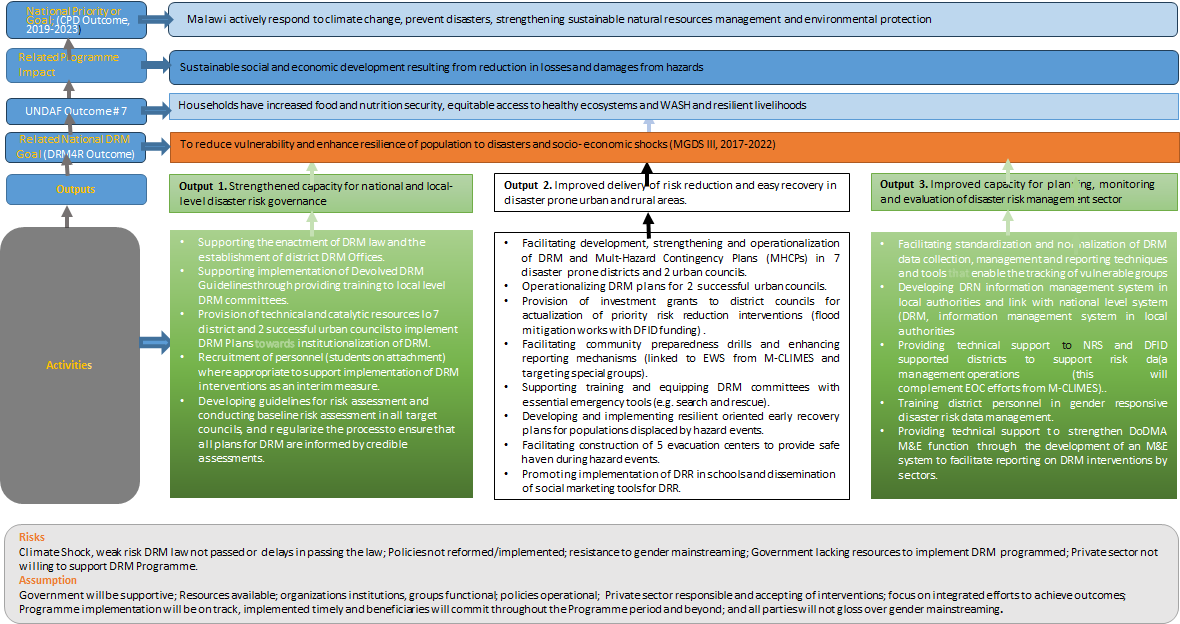 National Priority or
Goal: (CPD Outcome,
2019-2023)
Malawi actively respond to climate change, prevent disasters, strengthening sustainable natural resources management and environmental protection
Related Programme
Impact
Sustainable social and economic development resulting from reduction in losses and damages from hazards
UNDAF Outcome # 7
Households have increased food and nutrition security, equitable access to healthy ecosystems and WASH and resilient livelihoods
Related National DRM
Goal (DRM4R Outcome)
To reduce vulnerability and enhance resilience of population to disasters and socio- economic shocks (MGDS III, 2017-2022)
Outputs
Output 1. Strengthened capacity for national and local-
level disaster risk governance
Output 2. Improved delivery of risk reduction and easy recovery in
disaster prone urban and rural areas.
Output 3. Improved capacity for planning, monitoring
and evaluation of disaster risk management sector
Activities
• Supporting the enactment of DRM law and the
establishment of district DRM Offices.
• Supporting implementation of Devolved DRM
Guidelines through providing training to local level
DRM committees.
• Provision of technical and catalytic resources lo 7
district and 2 successful urban councils to implement
DRM Plans towards institutionalization of DRM.
• Recruitment of personnel (students on attachment)
where appropriate to support implementation of DRM
interventions as an interim measure.
• Developing guidelines for risk assessment and
conducting baseline risk assessment in all target
councils, and regularize the process to ensure that
all plans for DRM are informed by credible
assessments.
• Facilitating development, strengthening and operationalization
of DRM and Mult-Hazard Contingency Plans (MHCPs) in 7
disaster prone districts and 2 urban councils.
• Operationalizing DRM plans for 2 successful urban councils.
• Provision of investment grants to district councils for
actualization of priority risk reduction interventions (flood
mitigation works with DFID funding) .
• Facilitating community preparedness drills and enhancing
reporting mechanisms (linked to EWS from M-CLIMES and
targeting special groups).
• Supporting training and equipping DRM committees with
essential emergency tools (e.g. search and rescue).
• Developing and implementing resilient oriented early recovery
plans for populations displaced by hazard events.
• Facilitating construction of 5 evacuation centers to provide safe
haven during hazard events.
• Promoting implementation of DRR in schools and dissemination
of social marketing tools for DRR.
• Facilitating standardization and normalization of DRM
data collection, management and reporting techniques
and tools that enable the tracking of vulnerable groups
• Developing DRN information management system in
local authorities and link with national level system
(DRM, information management system in local
authorities
• Providing technical support to NRS and DFID
supported districts to support risk da(a
management operations (this will
complement EOC efforts from M-CLIMES)..
• Training district personnel in gender responsive
disaster risk data management.
• Providing technical support to strengthen DoDMA
M&E function through the development of an M&E
system to facilitate reporting on DRM interventions by
sectors.
Risks
Climate Shock, weak risk DRM law not passed or delays in passing the law; Policies not reformed/implemented; resistance to gender mainstreaming; Government lacking resources to implement DRM programmed; Private sector not
willing to support DRM Programme.
Assumption
Government will be supportive; Resources available; organizations institutions, groups functional; policies operational; Private sector responsible and accepting of interventions; focus on integrated efforts to achieve outcomes;
Programme implementation will be on track, implemented timely and beneficiaries will commit throughout the Programme period and beyond; and all parties will not gloss over gender mainstreaming.